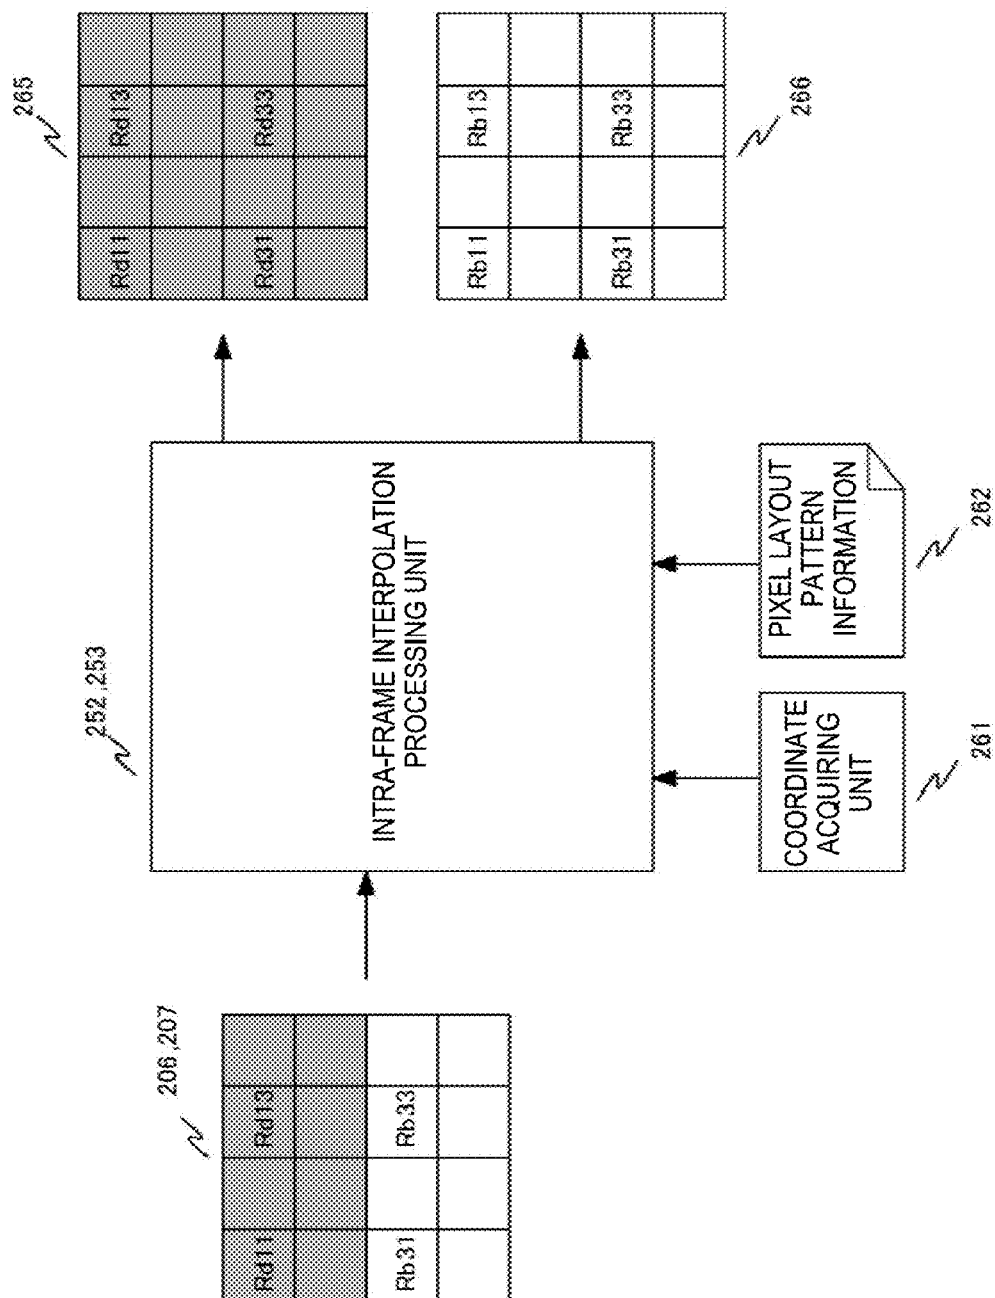 206,207
Rd11 Rd13
Rb31 Rb33
252,253
INTRA-FRAME INTERPOLATION
PROCESSING UNIT
COORDINATE
ACQUIRING
UNIT
261
PIXEL LAYOUT
PATTERN
INFORMATION
262
265
Rd11 Rd13
Rd31 Rd33
Rb11 Rb13
Rb31 Rb33
266